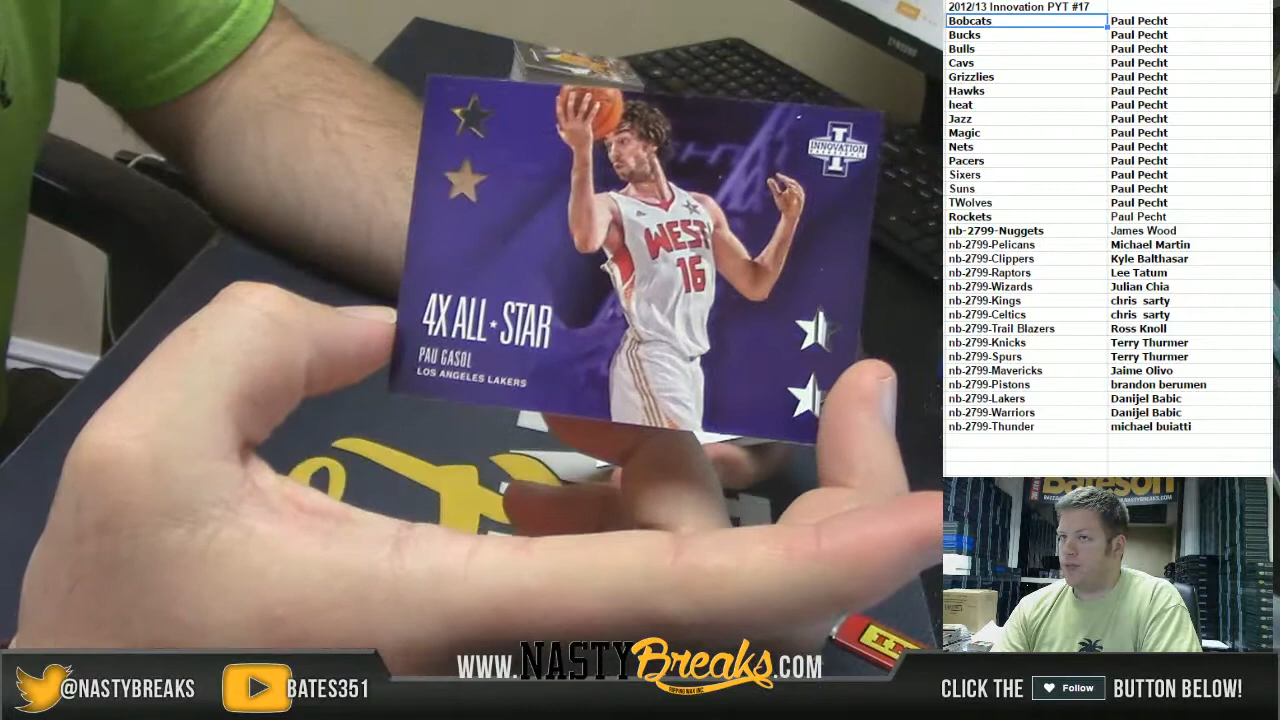 INNOVATION
WEST
16
4X ALL★STAR
PAU GASOL
LOS ANGELES LAKERS
2012/13 Innovation PYT #17
Bobcats Paul Pecht
Bucks Paul Pecht
Bulls Paul Pecht
Cavs Paul Pecht
Grizzlies Paul Pecht
Hawks Paul Pecht
heat Paul Pecht
Jazz Paul Pecht
Magic Paul Pecht
Nets Paul Pecht
Pacers Paul Pecht
Sixers Paul Pecht
Suns Paul Pecht
TWolves Paul Pecht
Rockets Paul Pecht
nb-2799-Nuggets James Wood
nb-2799-Pelicans Michael Martin
nb-2799-Clippers Kyle Balthasar
nb-2799-Raptors Lee Tatum
nb-2799-Wizards Julian Chia
nb-2799-Kings chris sarty
nb-2799-Celtics chris sarty
nb-2799-Trail Blazers Ross Knoll
nb-2799-Knicks Terry Thurmer
nb-2799-Spurs Terry Thurmer
nb-2799-Mavericks Jaime Olivo
nb-2799-Pistons brandon berumen
nb-2799-Lakers Danijel Babic
nb-2799-Warriors Danijel Babic
nb-2799-Thunder michael buiatti
Bateson
@NASTYBREAKS
BATES351
WWW.NASTYBreaks.COM
CLICK THE Follow BUTTON BELOW!